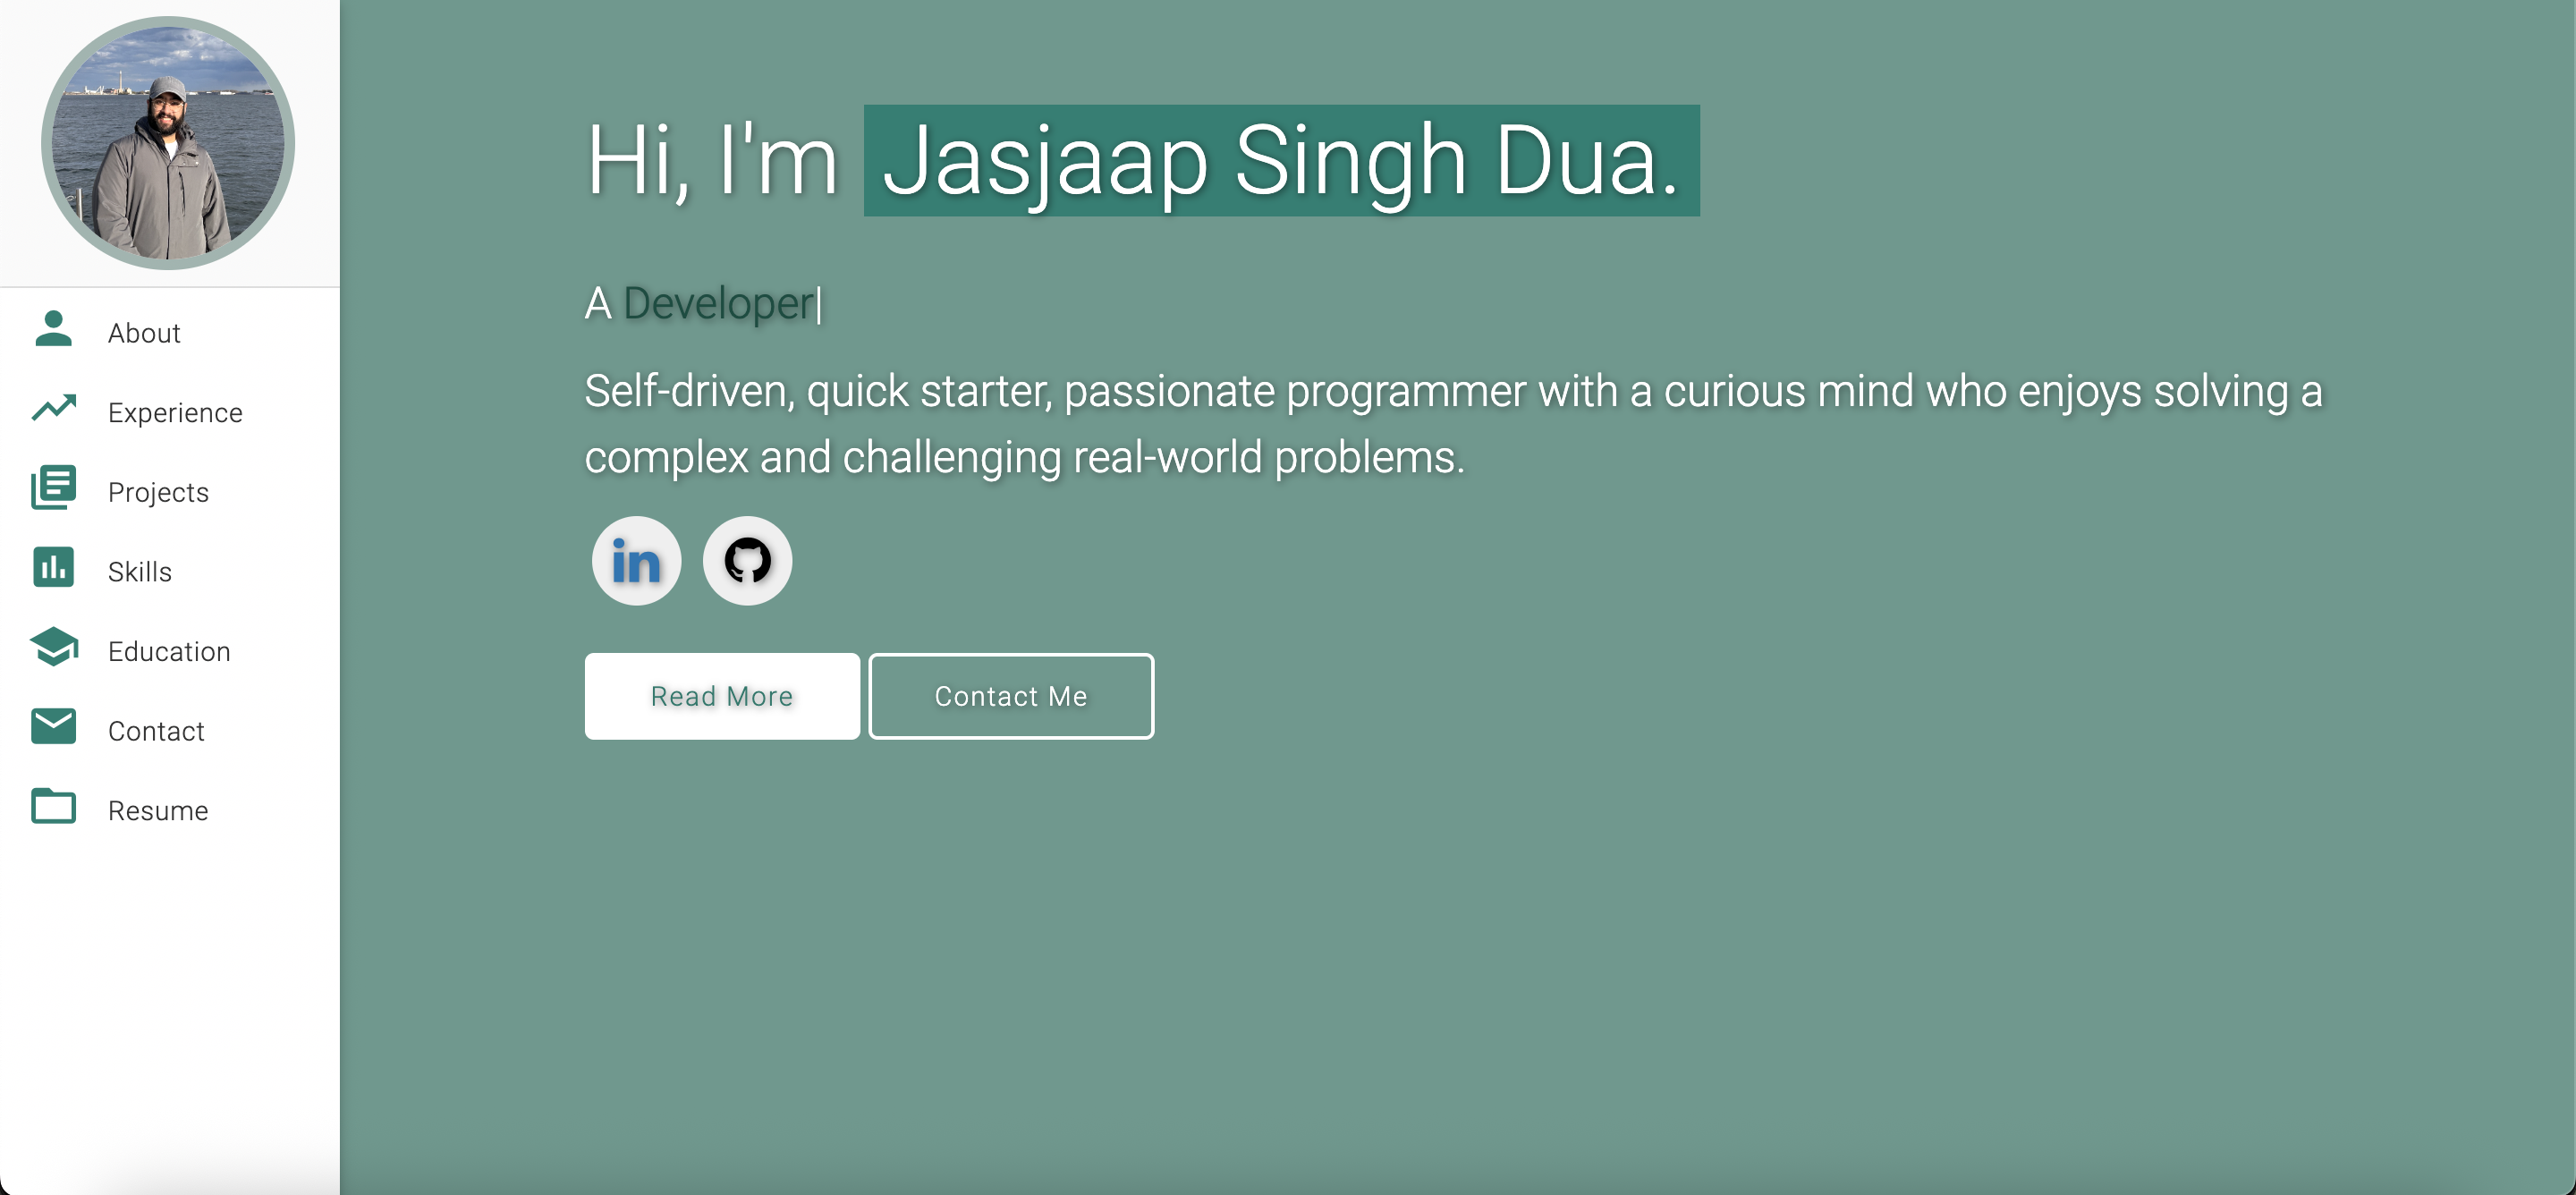 About
Experience
Projects
Skills
Education
Contact
Resume
Hi, I'm Jasjaap Singh Dua.
A Developer|
Self-driven, quick starter, passionate programmer with a curious mind who enjoys solving a
complex and challenging real-world problems.
in
Read More
Contact Me